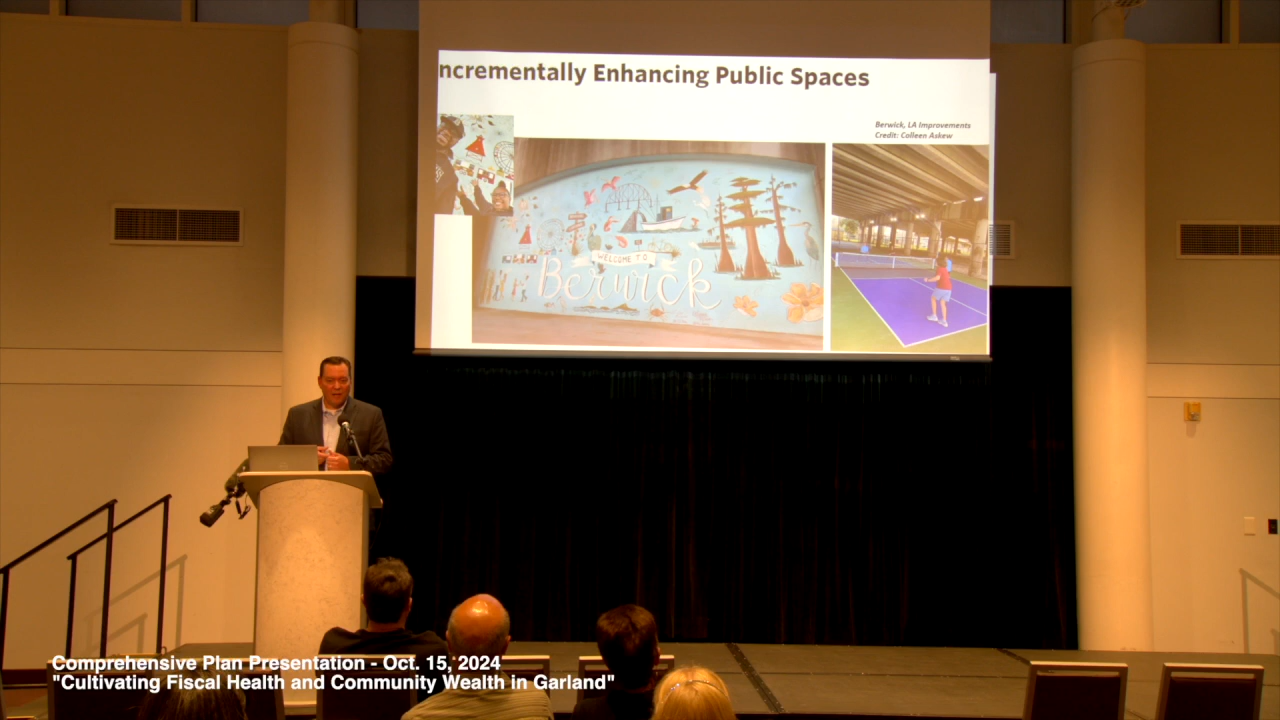 ncrementally Enhancing Public Spaces
Berwick, LA Improvements
Credit: Colleen Askew
WELCOME TO
Berwick
Comprehensive Plan Presentation - Oct. 15, 2024
"Cultivating Fiscal Health and Community Wealth in Garland"